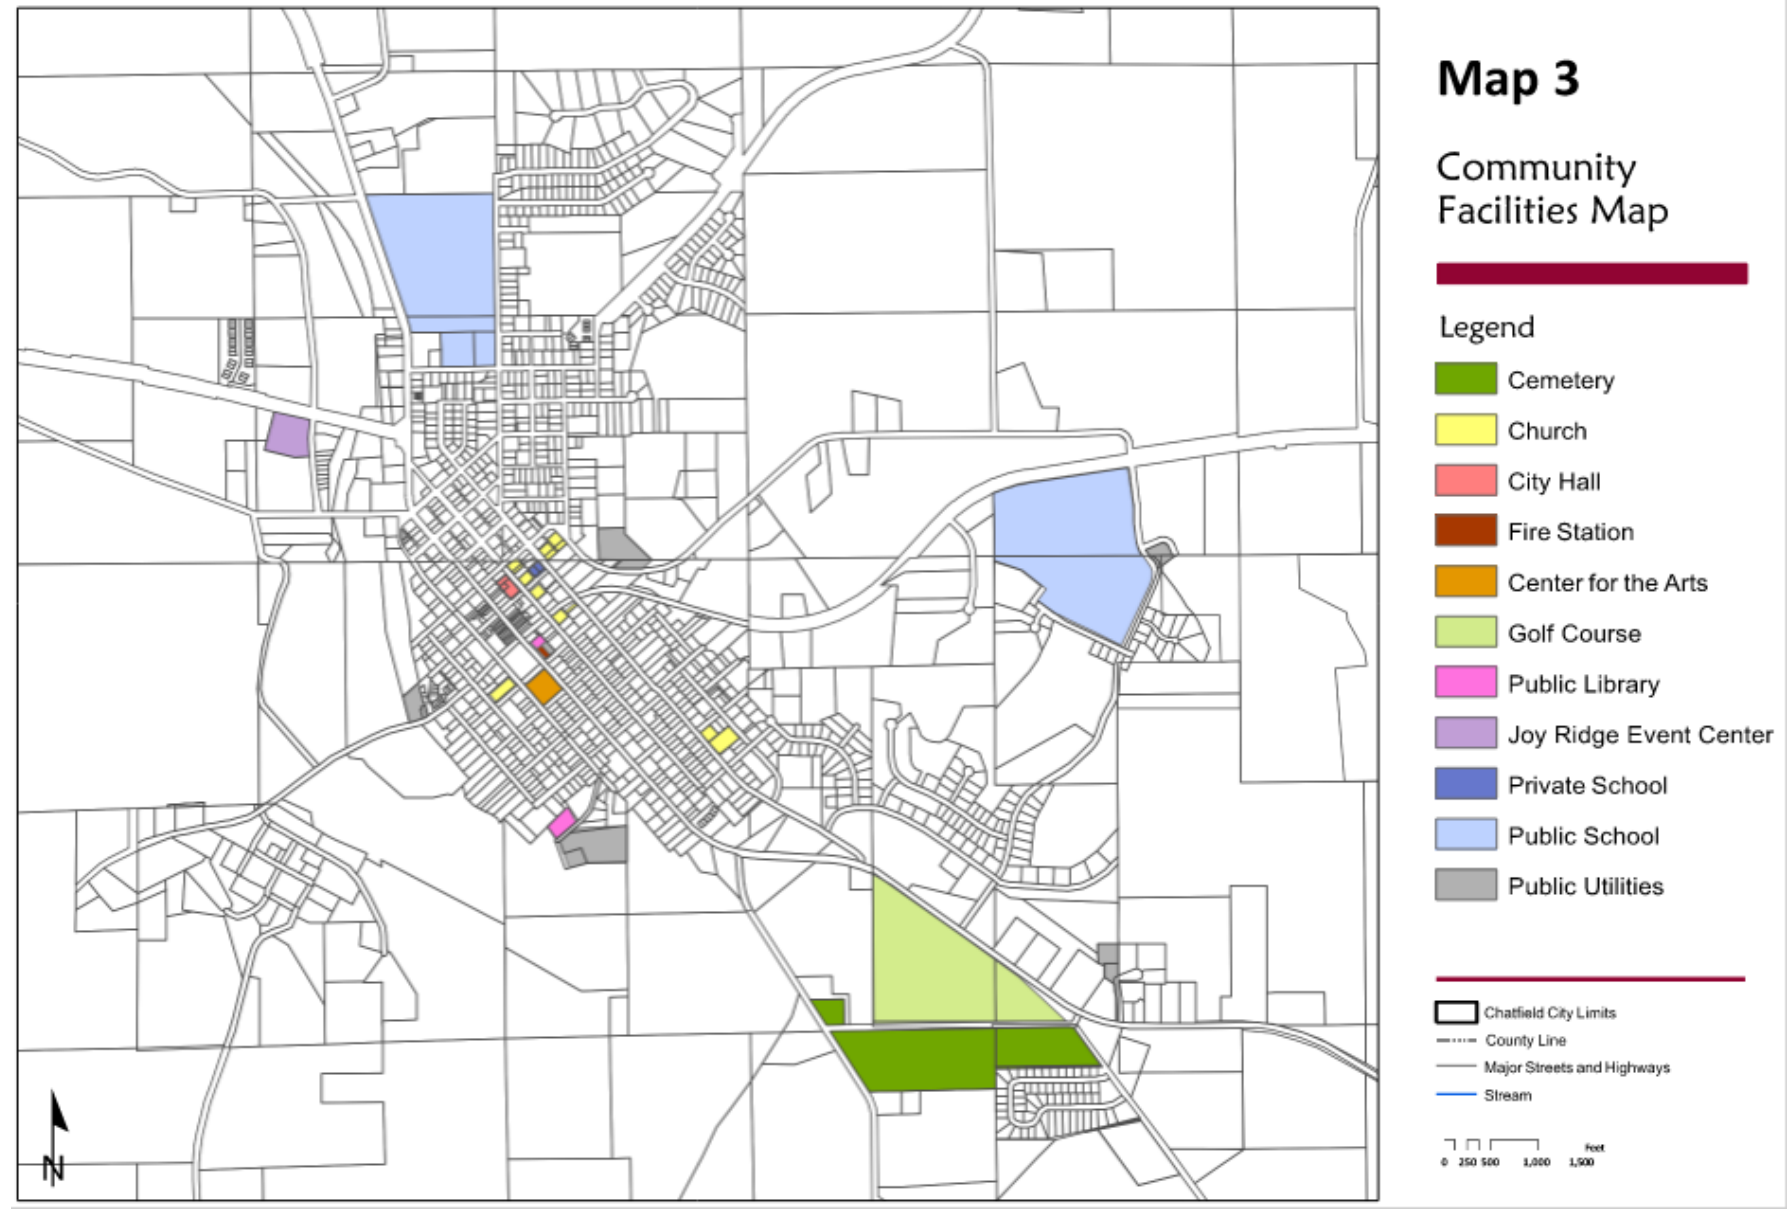 Map 3
Community
Facilities Map
Legend
Cemetery
Church
City Hall
Fire Station
Center for the Arts
Golf Course
Public Library
Joy Ridge Event Center
Private School
Public School
Public Utilities
Chatfield City Limits
County Line
Major Streets and Highways
Stream
Feet
0 250 500 1,000 1,500
N